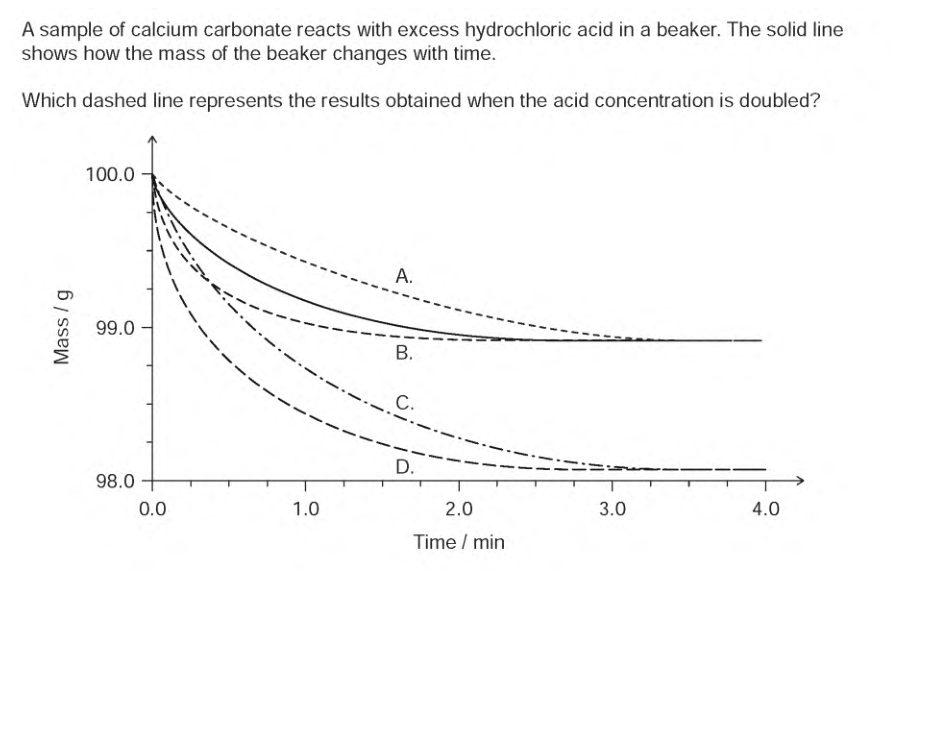 A sample of calcium carbonate reacts with excess hydrochloric acid in a beaker. The solid line
shows how the mass of the beaker changes with time.
Which dashed line represents the results obtained when the acid concentration is doubled?
100.0
A.
99.0
Mass / g
B.
C.
D.
98.0
0.0 1.0 2.0 3.0 4.0
Time / min